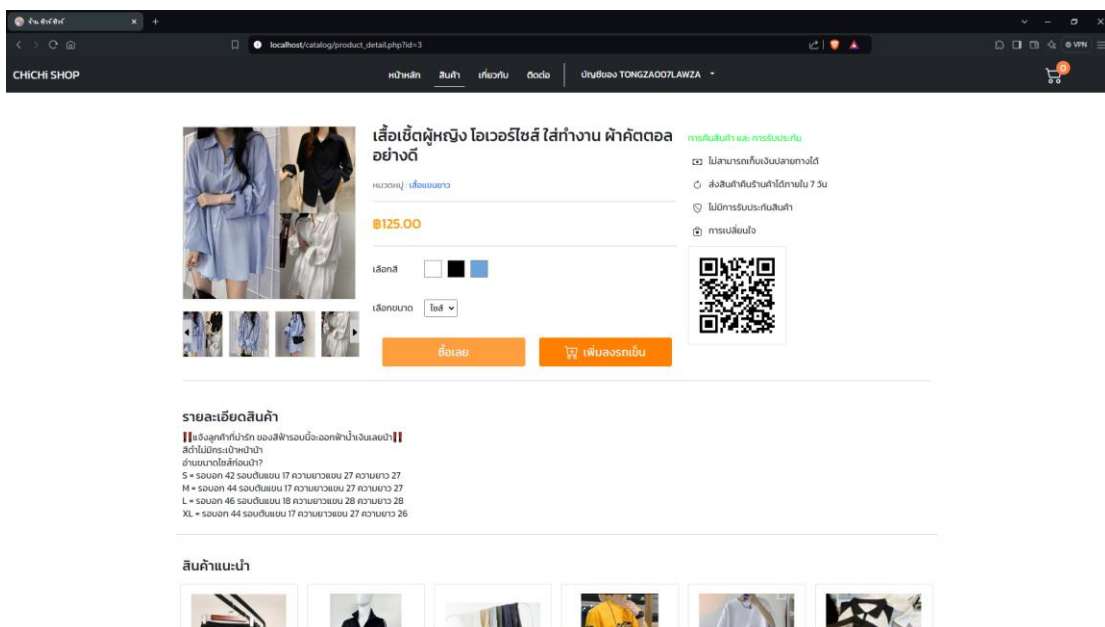 ร้าน ชิชิ ชิชิ
localhost/catalog/product_detail.php?id=3
VPN
CHiCHi SHOP
หน้าหลัก สินค้า เกี่ยวกับ ติดต่อ บัญชีของ TONGZA007LAWZA
0
เสื้อเชิ้ตผู้หญิง โอเวอร์ไซส์ ใส่ทำงาน ผ้าคัตตอล
อย่างดี
หมวดหมู่ : เสื้อแขนยาว
฿125.00
เลือกสี
เลือกขนาด ไซส์
ซื้อเลย เพิ่มลงรถเข็น
การคืนสินค้า และ การรับประกัน
ไม่สามารถเก็บเงินปลายทางได้
ส่งสินค้าคืนร้านค้าได้ภายใน 7 วัน
ไม่มีการรับประกันสินค้า
การเปลี่ยนใจ
รายละเอียดสินค้า
‼️แจ้งลูกค้าที่น่ารัก ของสีฟ้ารอบนี้จะออกฟ้าน้ำเงินเลยน้า‼️
สีดำไม่มีกระเป๋าหน้าน้า
อ่านขนาดไซส์ก่อนน้า?
S = รอบอก 42 รอบต้นแขน 17 ความยาวแขน 27 ความยาว 27
M = รอบอก 44 รอบต้นแขน 17 ความยาวแขน 27 ความยาว 27
L = รอบอก 46 รอบต้นแขน 18 ความยาวแขน 28 ความยาว 28
XL = รอบอก 44 รอบต้นแขน 17 ความยาวแขน 27 ความยาว 26
สินค้าแนะนำ